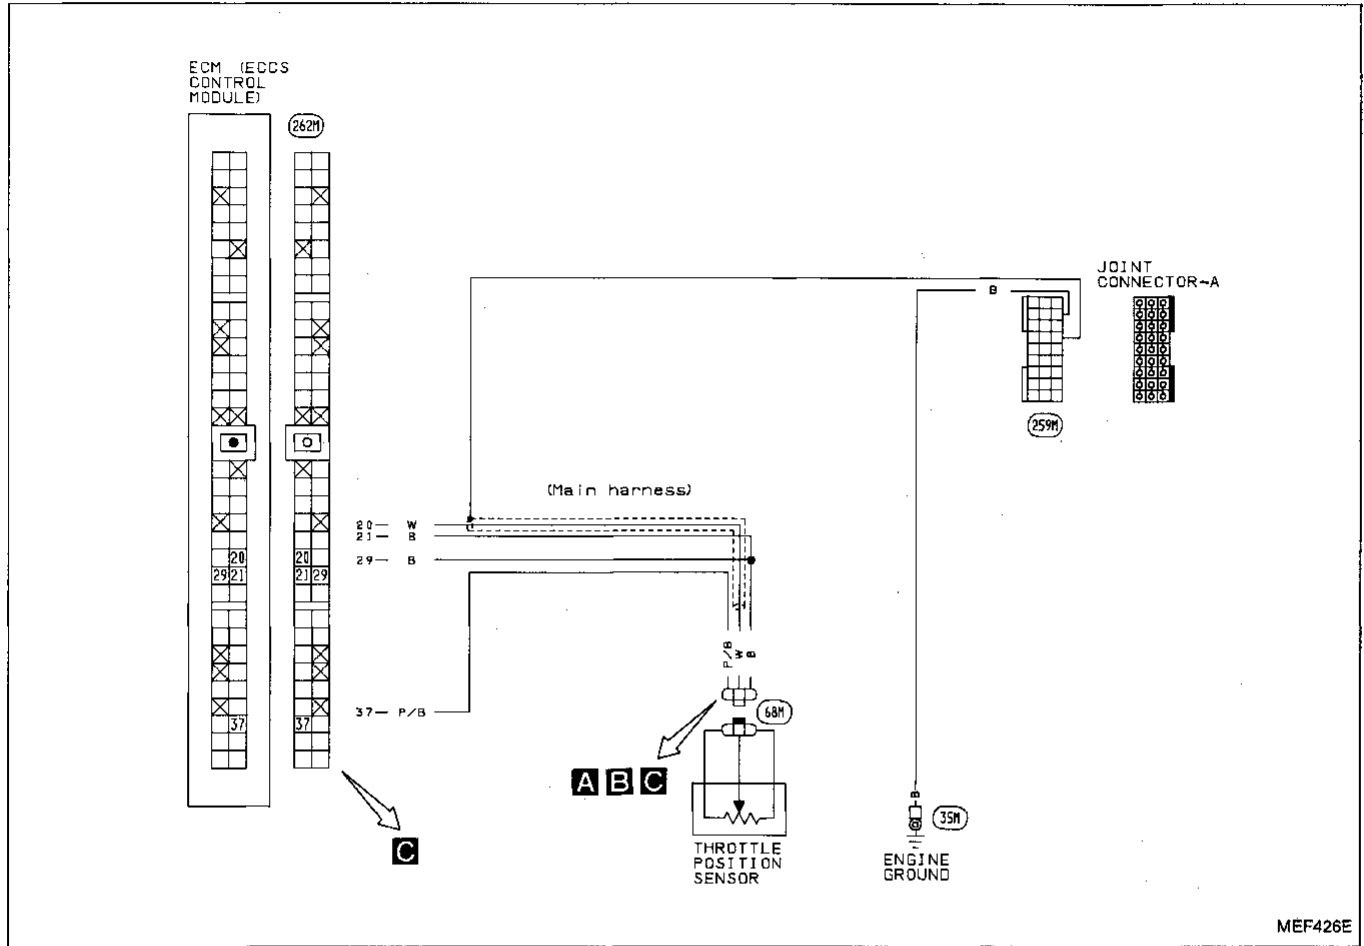 ECM (ECCS
CONTROL
MODULE)
262M
JOINT
CONNECTOR-A
B
259M
(Main harness)
20 W
21 B
29 B
20
20
29 21
21 29
P/B
W
B
37 P/B
37
37
68M
A B C
C
THROTTLE
POSITION
SENSOR
B
35M
ENGINE
GROUND
MEF426E